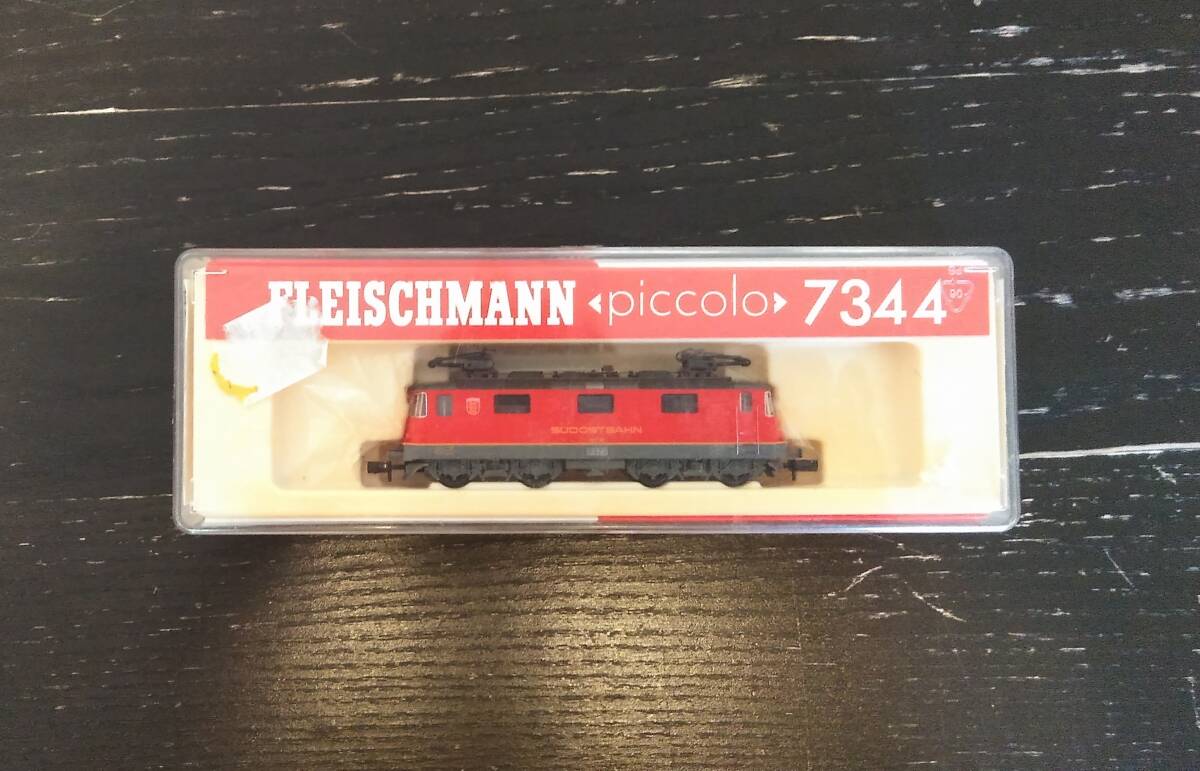 FLEISCHMANN ‹piccolo› 7344
SÜDOSTBAHN